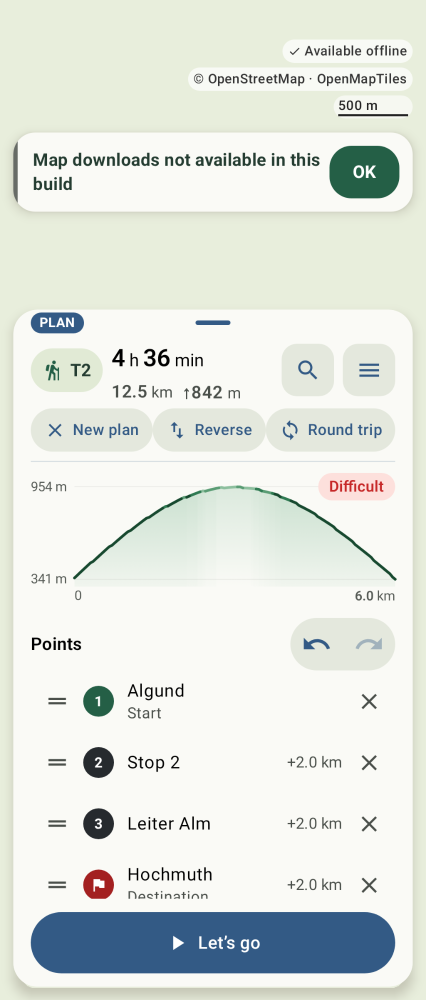 Available offline
© OpenStreetMap · OpenMapTiles
500 m
Map downloads not available in this
build
OK
PLAN
T2
4 h 36 min
12.5 km ↑842 m
New plan
Reverse
Round trip
954 m
Difficult
341 m
0
6.0 km
Points
1
Algund
Start
2
Stop 2
+2.0 km
3
Leiter Alm
+2.0 km
Hochmuth
+2.0 km
Destination
Let's go